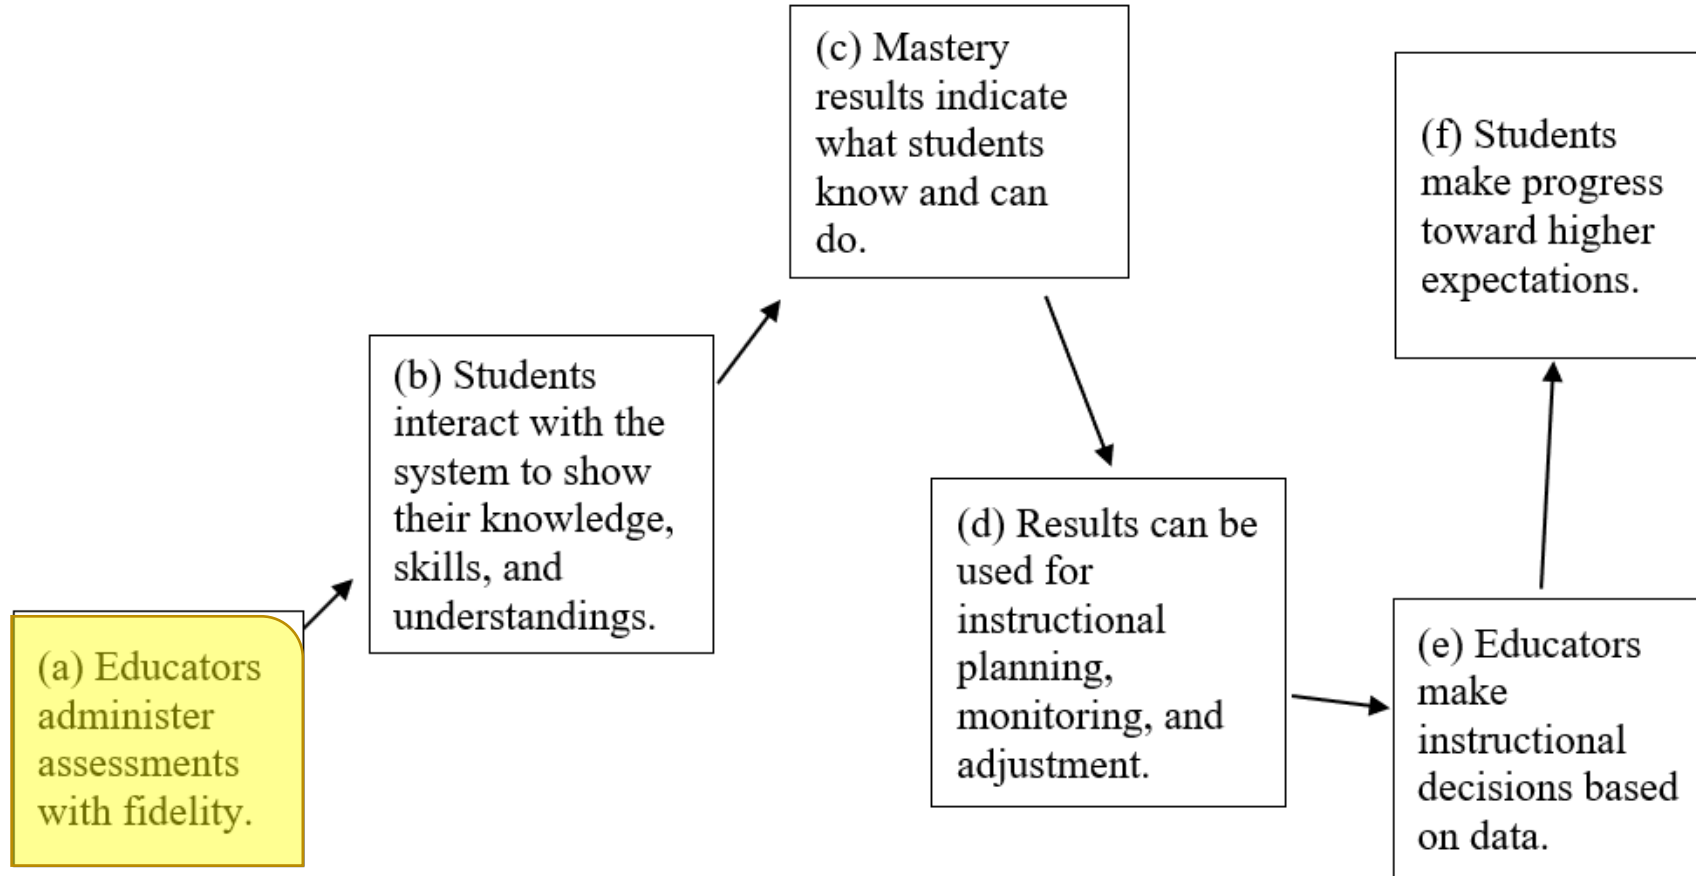 (a) Educators
administer
assessments
with fidelity.
(b) Students
interact with the
system to show
their knowledge,
skills, and
understandings.
(c) Mastery
results indicate
what students
know and can
do.
(d) Results can be
used for
instructional
planning,
monitoring, and
adjustment.
(e) Educators
make
instructional
decisions based
on data.
(f) Students
make progress
toward higher
expectations.